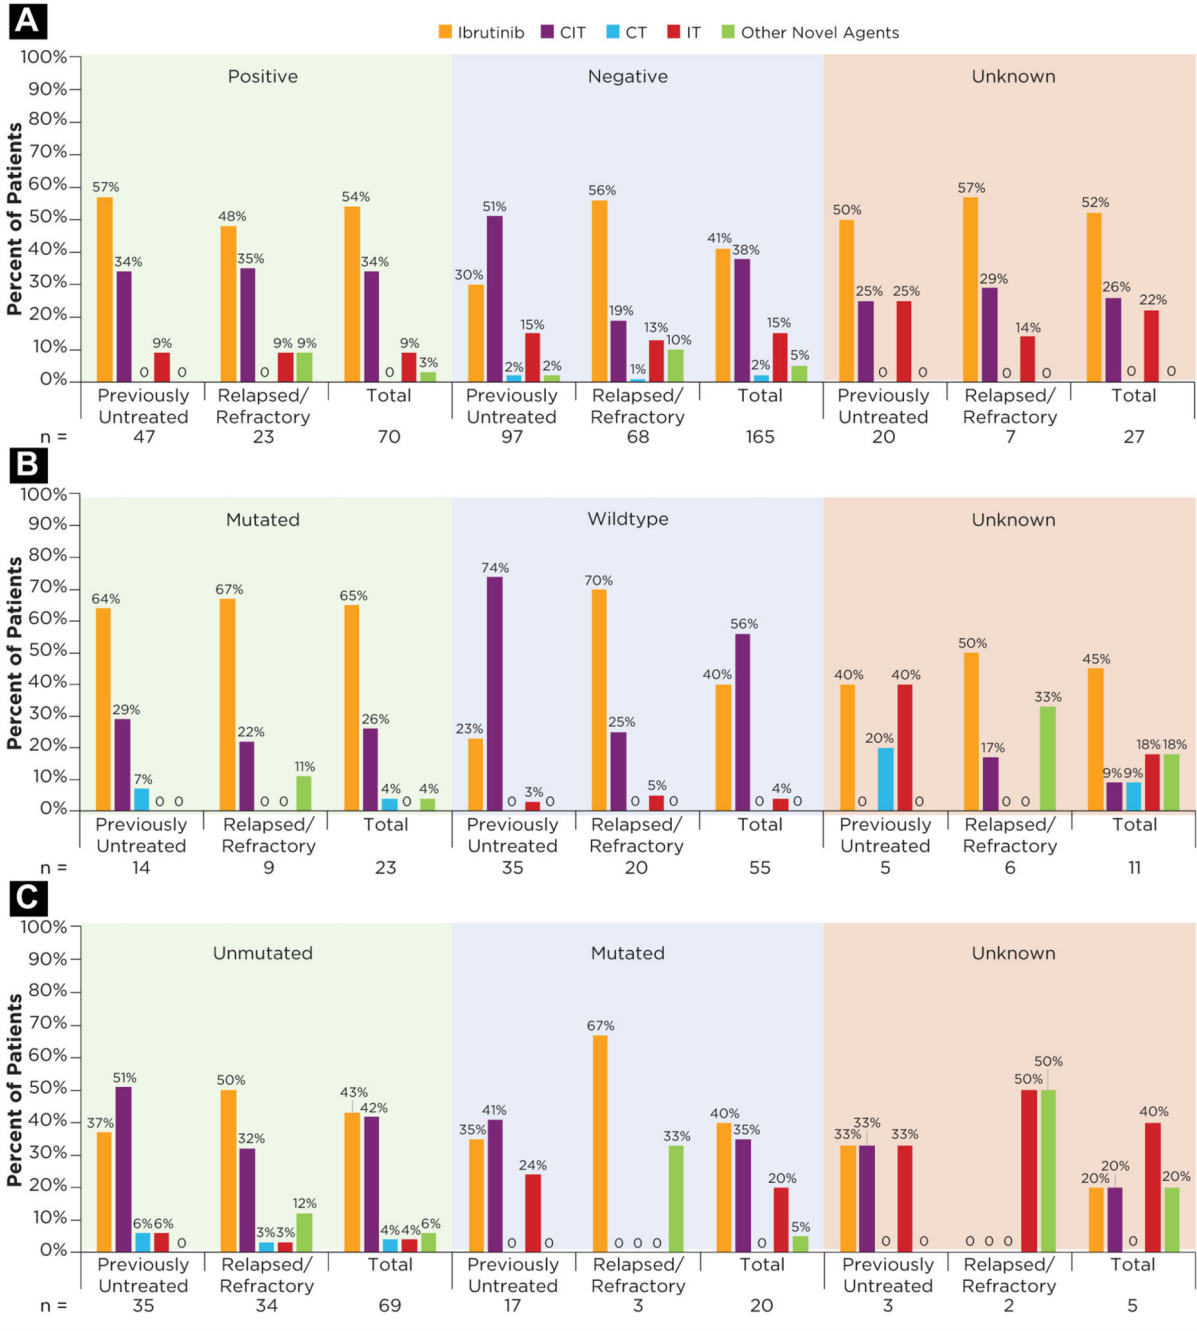 A
Ibrutinib CIT CT IT Other Novel Agents
Percent of Patients
100%
90%
80%
70%
60%
50%
40%
30%
20%
10%
0%
Positive Negative Unknown
57% 34% 0 9% 0 48% 35% 0 9% 9% 54% 34% 0 9% 3%
30% 51% 2% 15% 2% 56% 19% 1% 13% 10% 41% 38% 2% 15% 5%
50% 25% 0 25% 0 57% 29% 0 14% 0 52% 26% 0 22% 0
Previously Relapsed/ Total Previously Relapsed/ Total Previously Relapsed/ Total
Untreated Refractory Untreated Refractory Untreated Refractory
n = 47 23 70 97 68 165 20 7 27
B
Percent of Patients
100%
90%
80%
70%
60%
50%
40%
30%
20%
10%
0%
Mutated Wildtype Unknown
64% 29% 7% 0 0 67% 22% 0 0 11% 65% 26% 4% 0 4%
23% 74% 0 3% 0 70% 25% 0 5% 0 40% 56% 0 4% 0
40% 0 20% 40% 0 50% 17% 0 0 33% 45% 9% 9% 18% 18%
Previously Relapsed/ Total Previously Relapsed/ Total Previously Relapsed/ Total
Untreated Refractory Untreated Refractory Untreated Refractory
n = 14 9 23 35 20 55 5 6 11
C
Percent of Patients
100%
90%
80%
70%
60%
50%
40%
30%
20%
10%
0%
Unmutated Mutated Unknown
37% 51% 6% 6% 0 50% 32% 3% 3% 12% 43% 42% 4% 4% 6%
35% 41% 0 24% 0 67% 0 0 0 33% 40% 35% 0 20% 5%
33% 33% 0 33% 0 0 0 0 50% 50% 20% 20% 0 40% 20%
Previously Relapsed/ Total Previously Relapsed/ Total Previously Relapsed/ Total
Untreated Refractory Untreated Refractory Untreated Refractory
n = 35 34 69 17 3 20 3 2 5